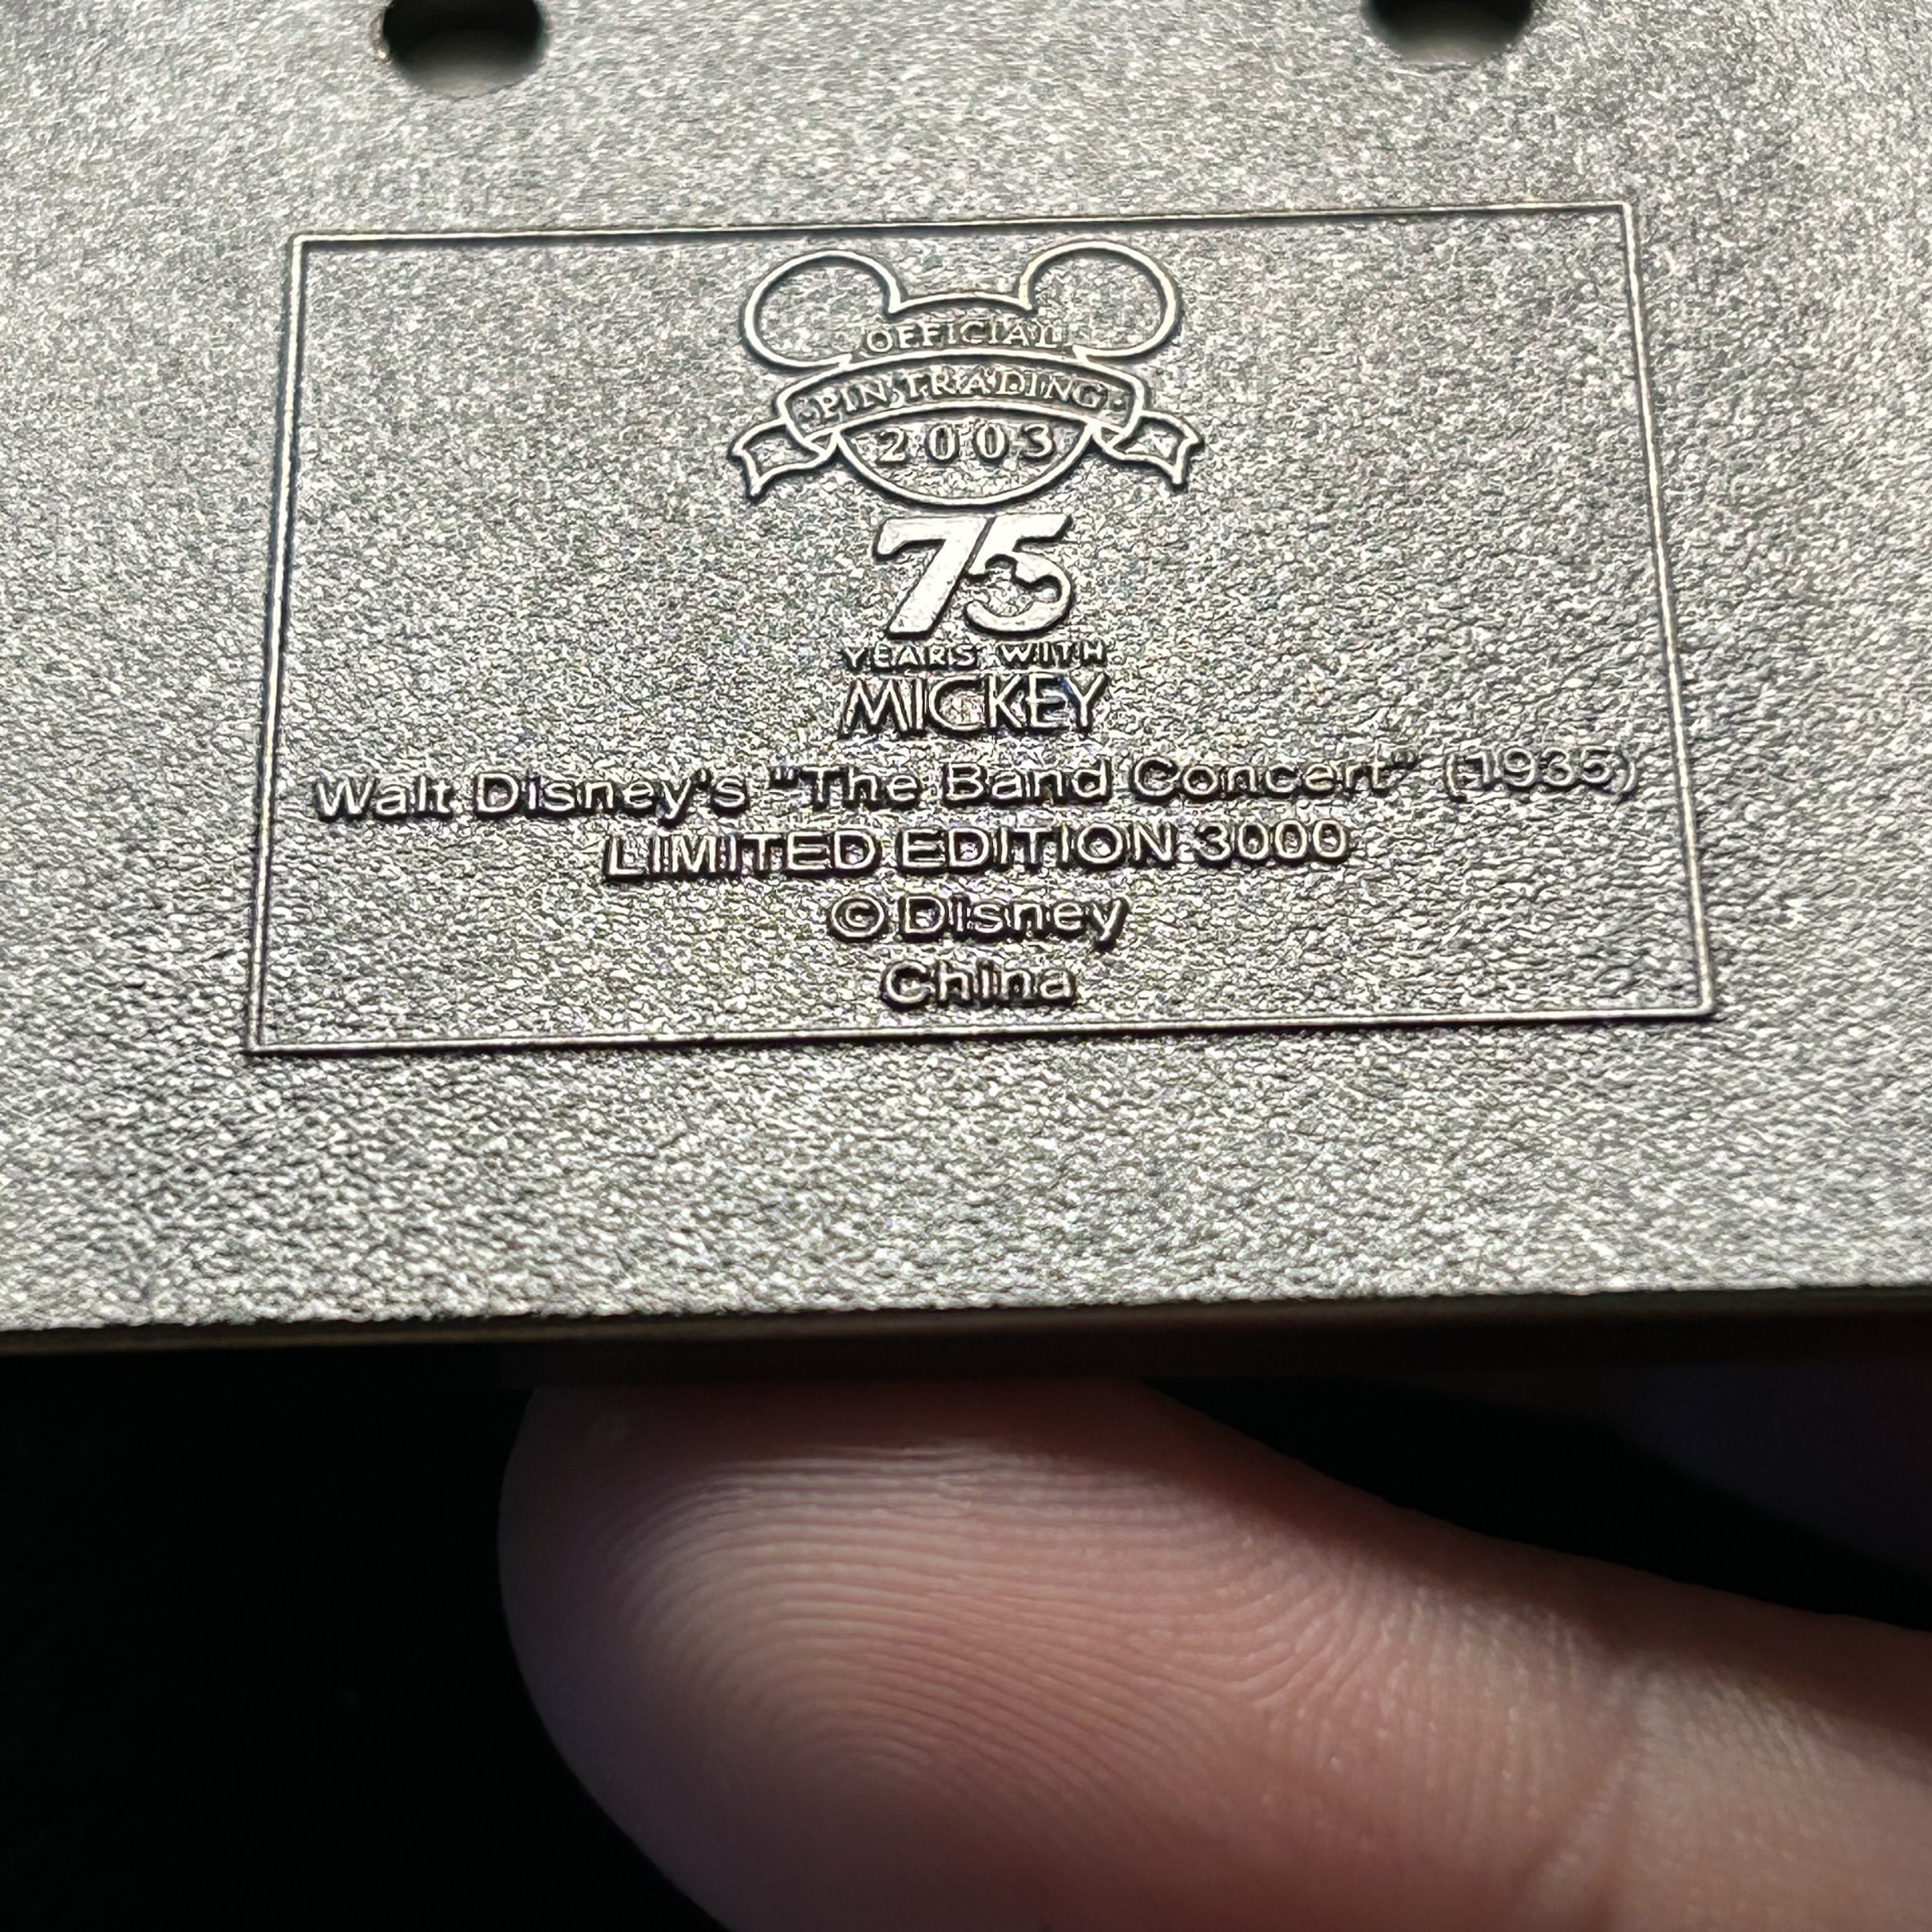 OFFICIAL
PIN TRADING
2003
75
YEARS WITH
MICKEY
Walt Disney's "The Band Concert" (1935)
LIMITED EDITION 3000
©Disney
China